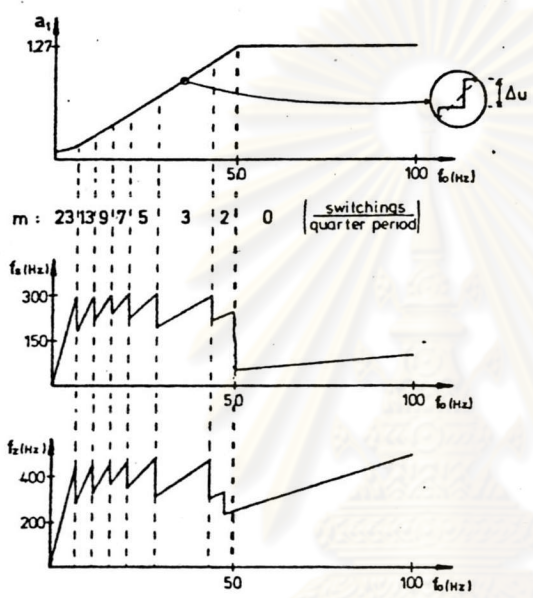 a₁
1,27
Δu
50
100
f₀(Hz)
m : 23 13 9 7 5 3 2 0 (switchings/quarter period)
fₛ(Hz)
300
150
50
100
f₀(Hz)
f_z(Hz)
400
200
50
100
f₀(Hz)